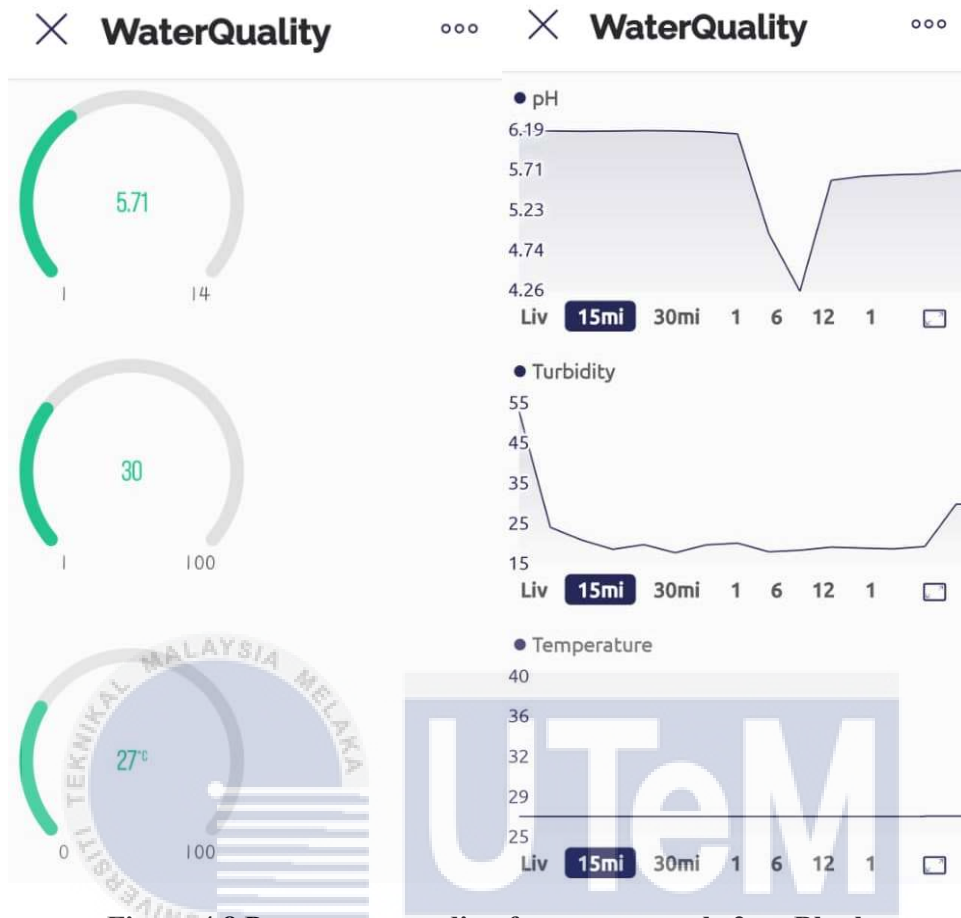 WaterQuality
5.71
1 14
30
1 100
27°C
0 100
WaterQuality
pH
6.19
5.71
5.23
4.74
4.26
Liv 15mi 30mi 1 6 12 1
Turbidity
55
45
35
25
15
Liv 15mi 30mi 1 6 12 1
Temperature
40
36
32
29
25
Liv 15mi 30mi 1 6 12 1
UNIVERSITI TEKNIKAL MALAYSIA MELAKA
UTeM